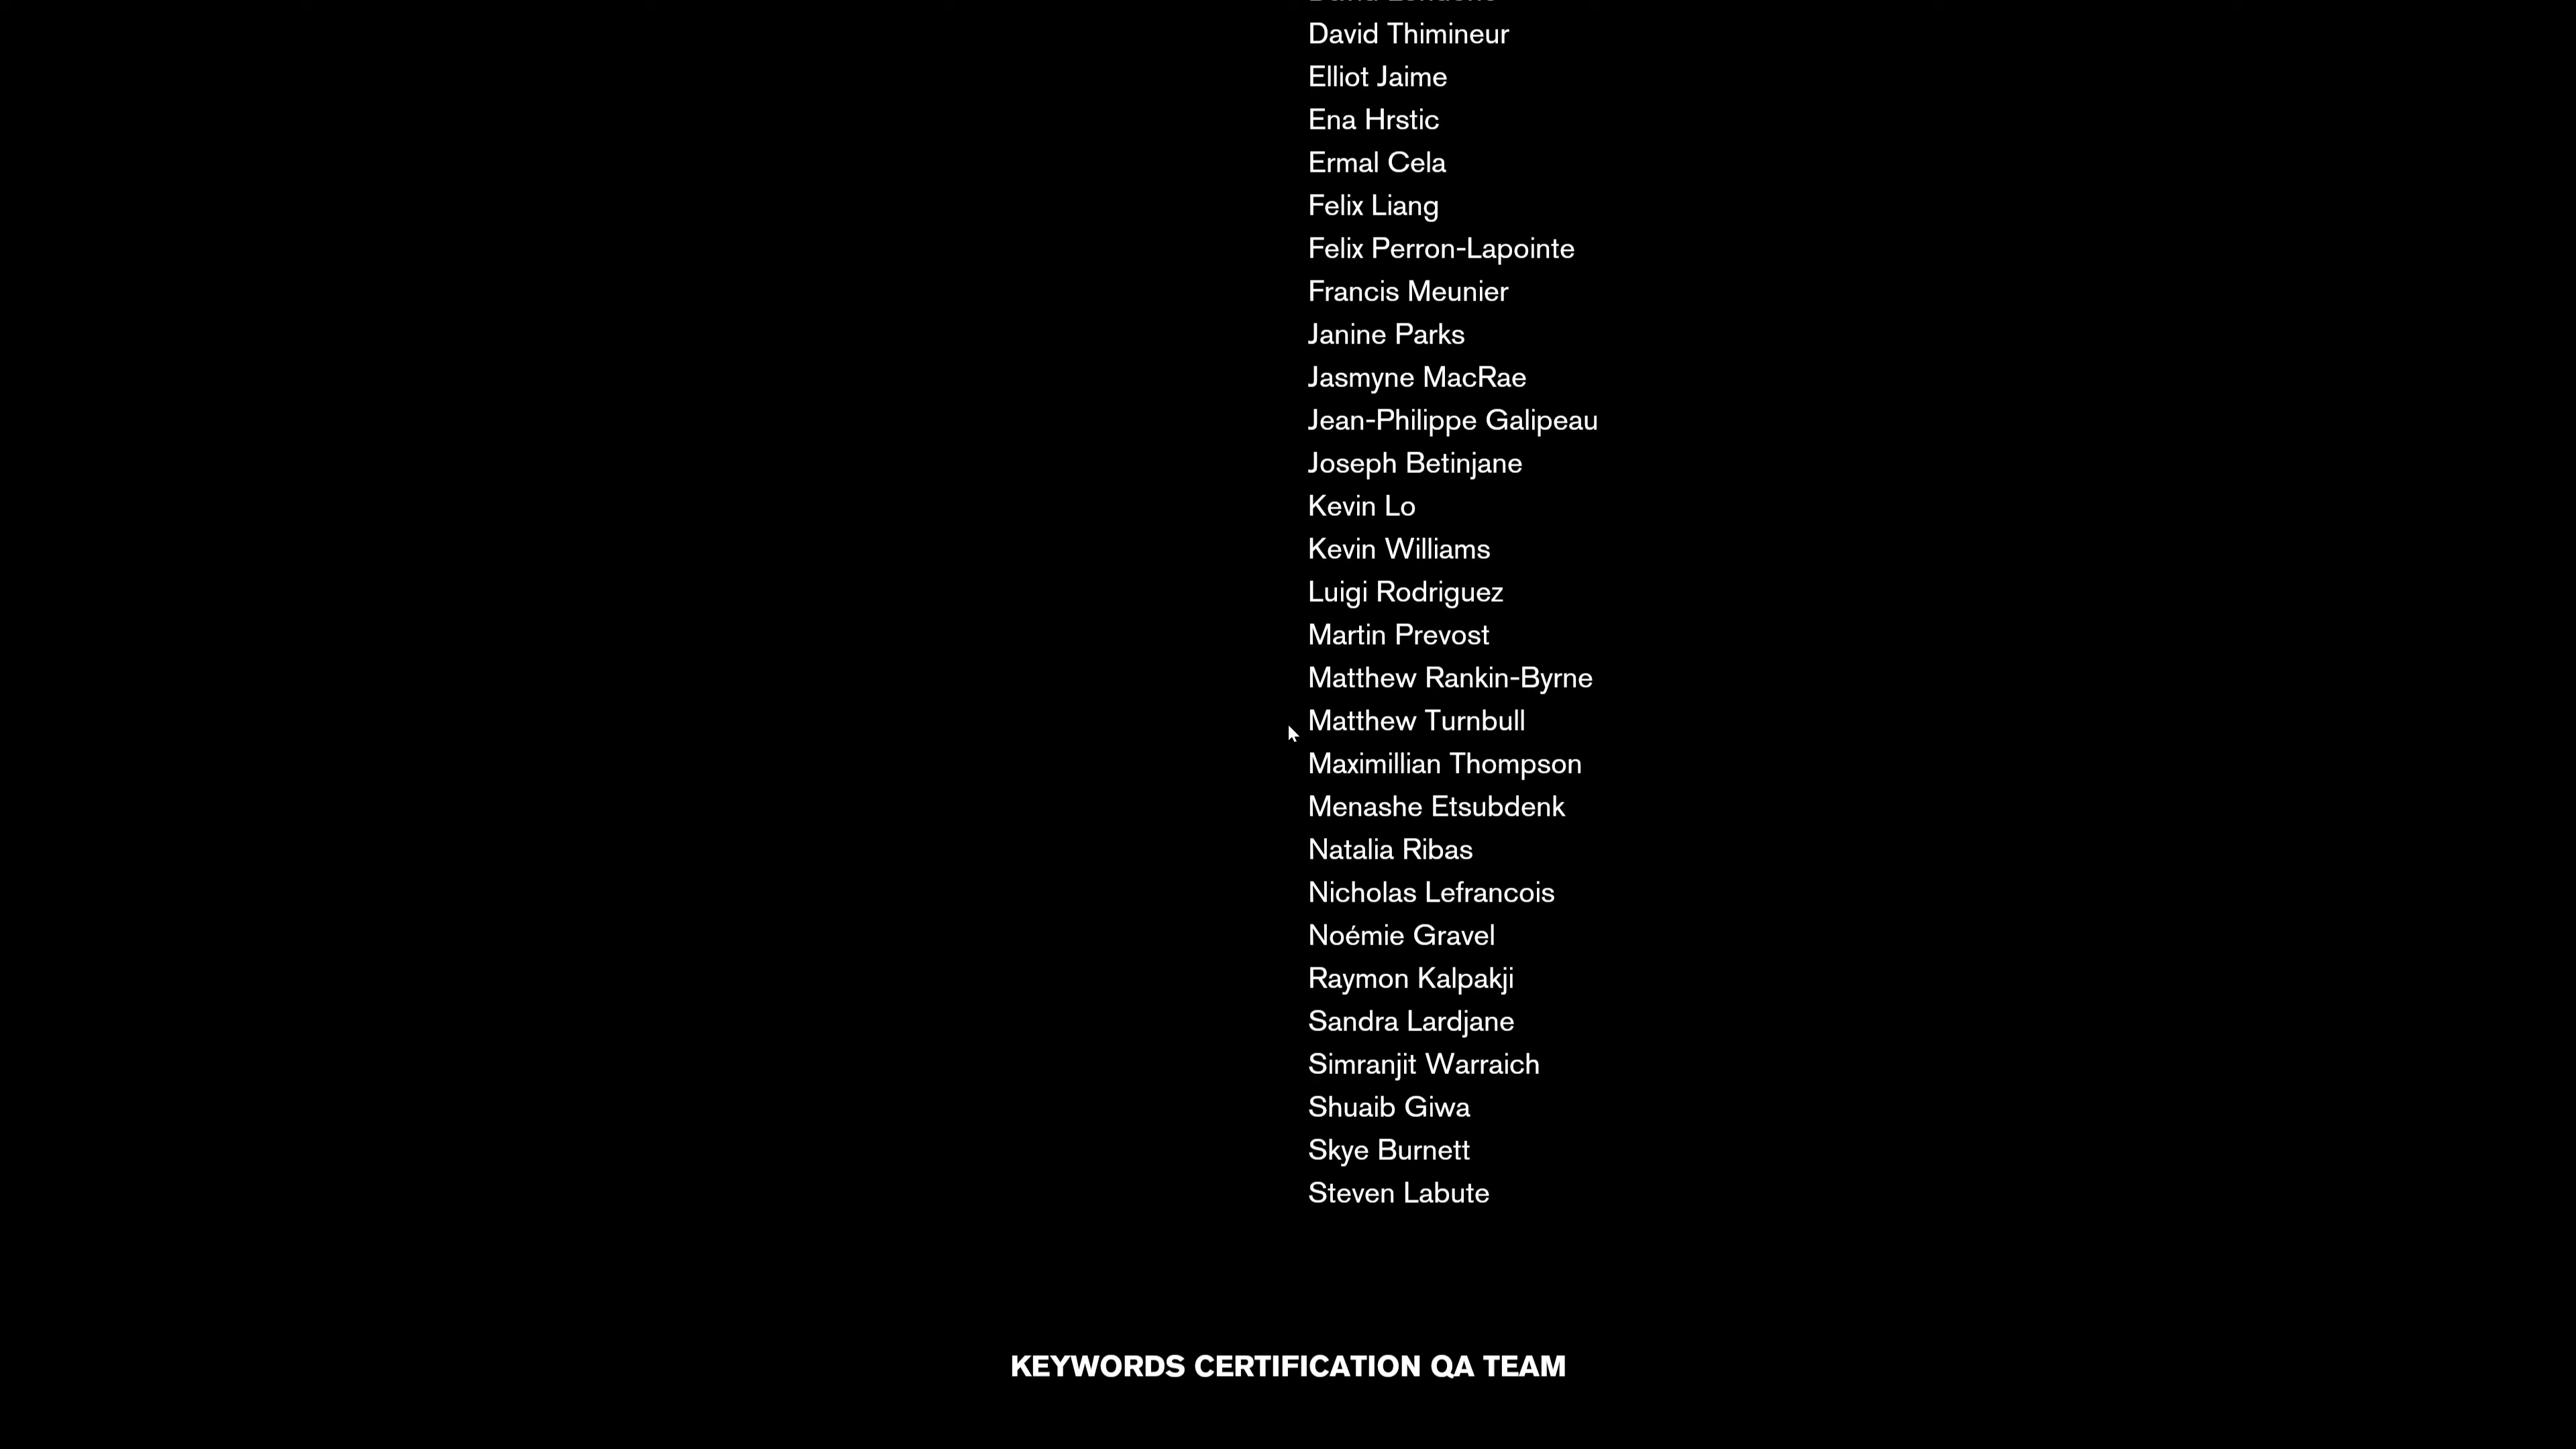 David Thimineur
Elliot Jaime
Ena Hrstic
Ermal Cela
Felix Liang
Felix Perron-Lapointe
Francis Meunier
Janine Parks
Jasmyne MacRae
Jean-Philippe Galipeau
Joseph Betinjane
Kevin Lo
Kevin Williams
Luigi Rodriguez
Martin Prevost
Matthew Rankin-Byrne
Matthew Turnbull
Maximillian Thompson
Menashe Etsubdenk
Natalia Ribas
Nicholas Lefrancois
Noémie Gravel
Raymon Kalpakji
Sandra Lardjane
Simranjit Warraich
Shuaib Giwa
Skye Burnett
Steven Labute
KEYWORDS CERTIFICATION QA TEAM